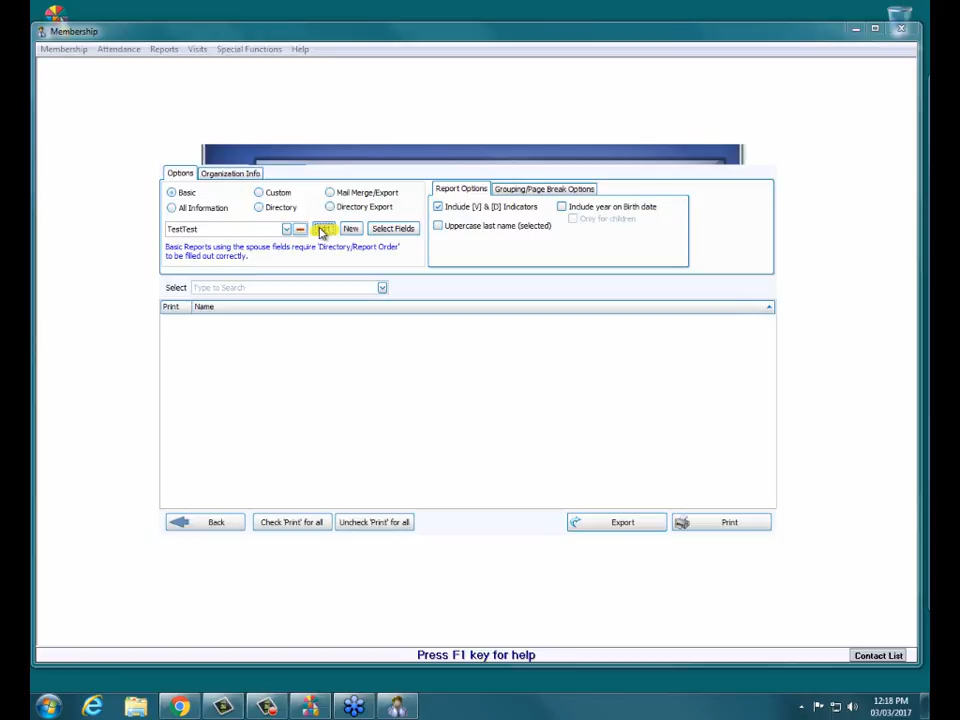 Membership
Membership Attendance Reports Visits Special Functions Help
Options Organization Info
Basic Custom Mail Merge/Export
All Information Directory Directory Export
TestTest New Select Fields
Basic Reports using the spouse fields require 'Directory/Report Order'
to be filled out correctly.
Report Options Grouping/Page Break Options
Include [V] & [D] Indicators Include year on Birth date
Only for children
Uppercase last name (selected)
Select Type to Search
Print Name
Back Check 'Print' for all Uncheck 'Print' for all Export Print
Press F1 key for help
Contact List
12:18 PM
03/03/2017